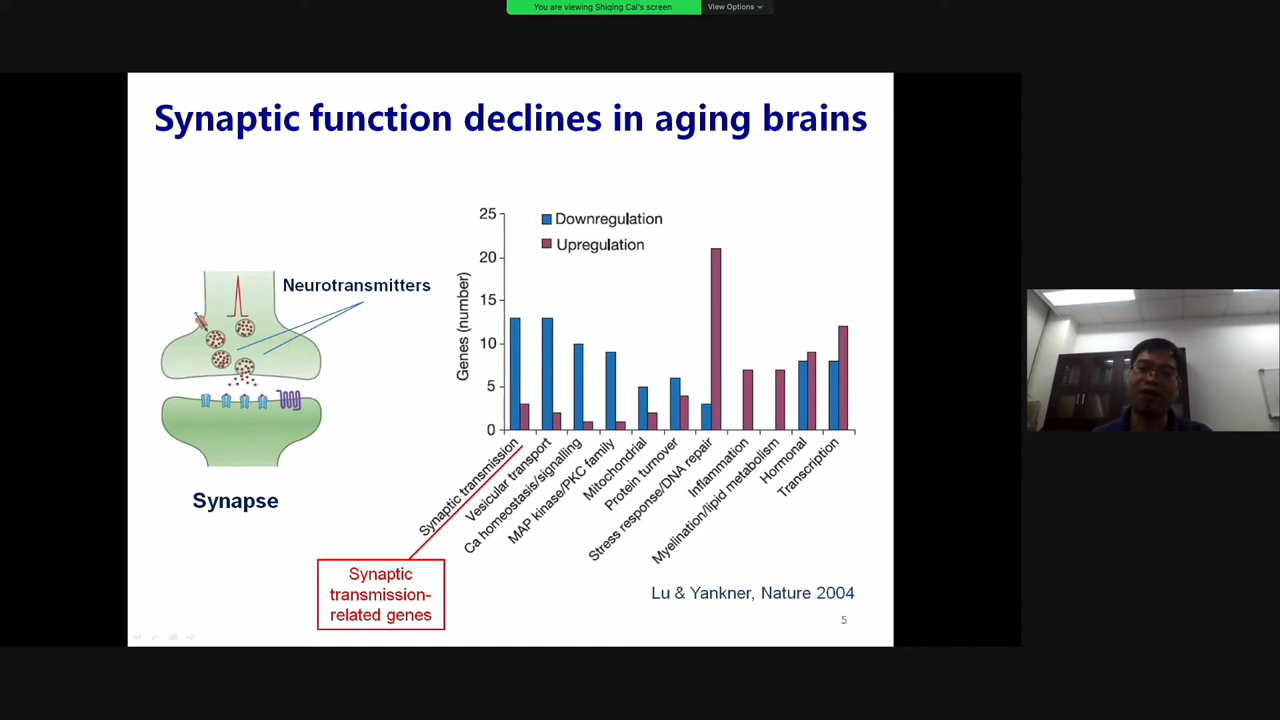 You are viewing Shiqing Cai's screen
View Options
Synaptic function declines in aging brains
Neurotransmitters
Synapse
Genes (number)
25
20
15
10
5
0
Downregulation
Upregulation
Synaptic transmission
Vesicular transport
Ca homeostasis/signalling
MAP kinase/PKC family
Mitochondrial
Protein turnover
Stress response/DNA repair
Inflammation
Myelination/lipid metabolism
Hormonal
Transcription
Synaptic
transmission-
related genes
Lu & Yankner, Nature 2004
5